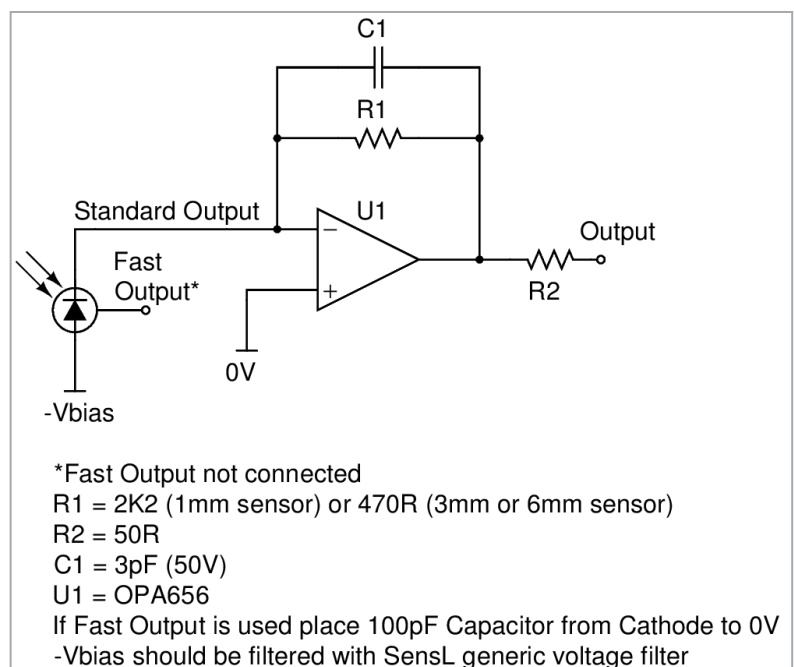 C1
R1
Standard Output
U1
Fast
Output*
−
+
Output
R2
0V
-Vbias
*Fast Output not connected
R1 = 2K2 (1mm sensor) or 470R (3mm or 6mm sensor)
R2 = 50R
C1 = 3pF (50V)
U1 = OPA656
If Fast Output is used place 100pF Capacitor from Cathode to 0V
-Vbias should be filtered with SensL generic voltage filter